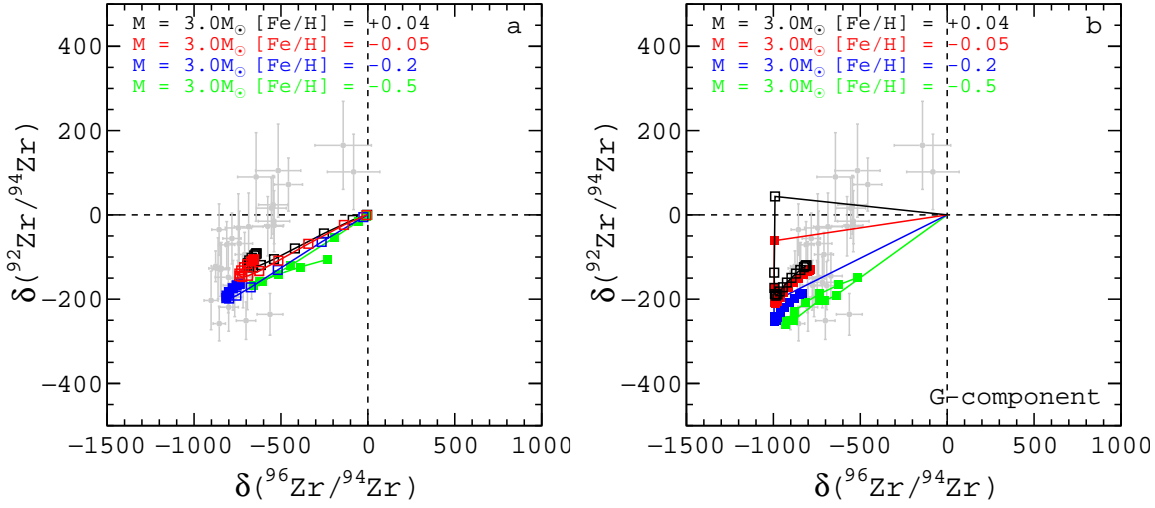 a
M = 3.0M☉ [Fe/H] = +0.04
M = 3.0M☉ [Fe/H] = −0.05
M = 3.0M☉ [Fe/H] = −0.2
M = 3.0M☉ [Fe/H] = −0.5
400
200
0
−200
−400
δ(⁹²Zr/⁹⁴Zr)
−1500 −1000 −500 0 500 1000
δ(⁹⁶Zr/⁹⁴Zr)
b
M = 3.0M☉ [Fe/H] = +0.04
M = 3.0M☉ [Fe/H] = −0.05
M = 3.0M☉ [Fe/H] = −0.2
M = 3.0M☉ [Fe/H] = −0.5
400
200
0
−200
−400
δ(⁹²Zr/⁹⁴Zr)
G−component
−1500 −1000 −500 0 500 1000
δ(⁹⁶Zr/⁹⁴Zr)